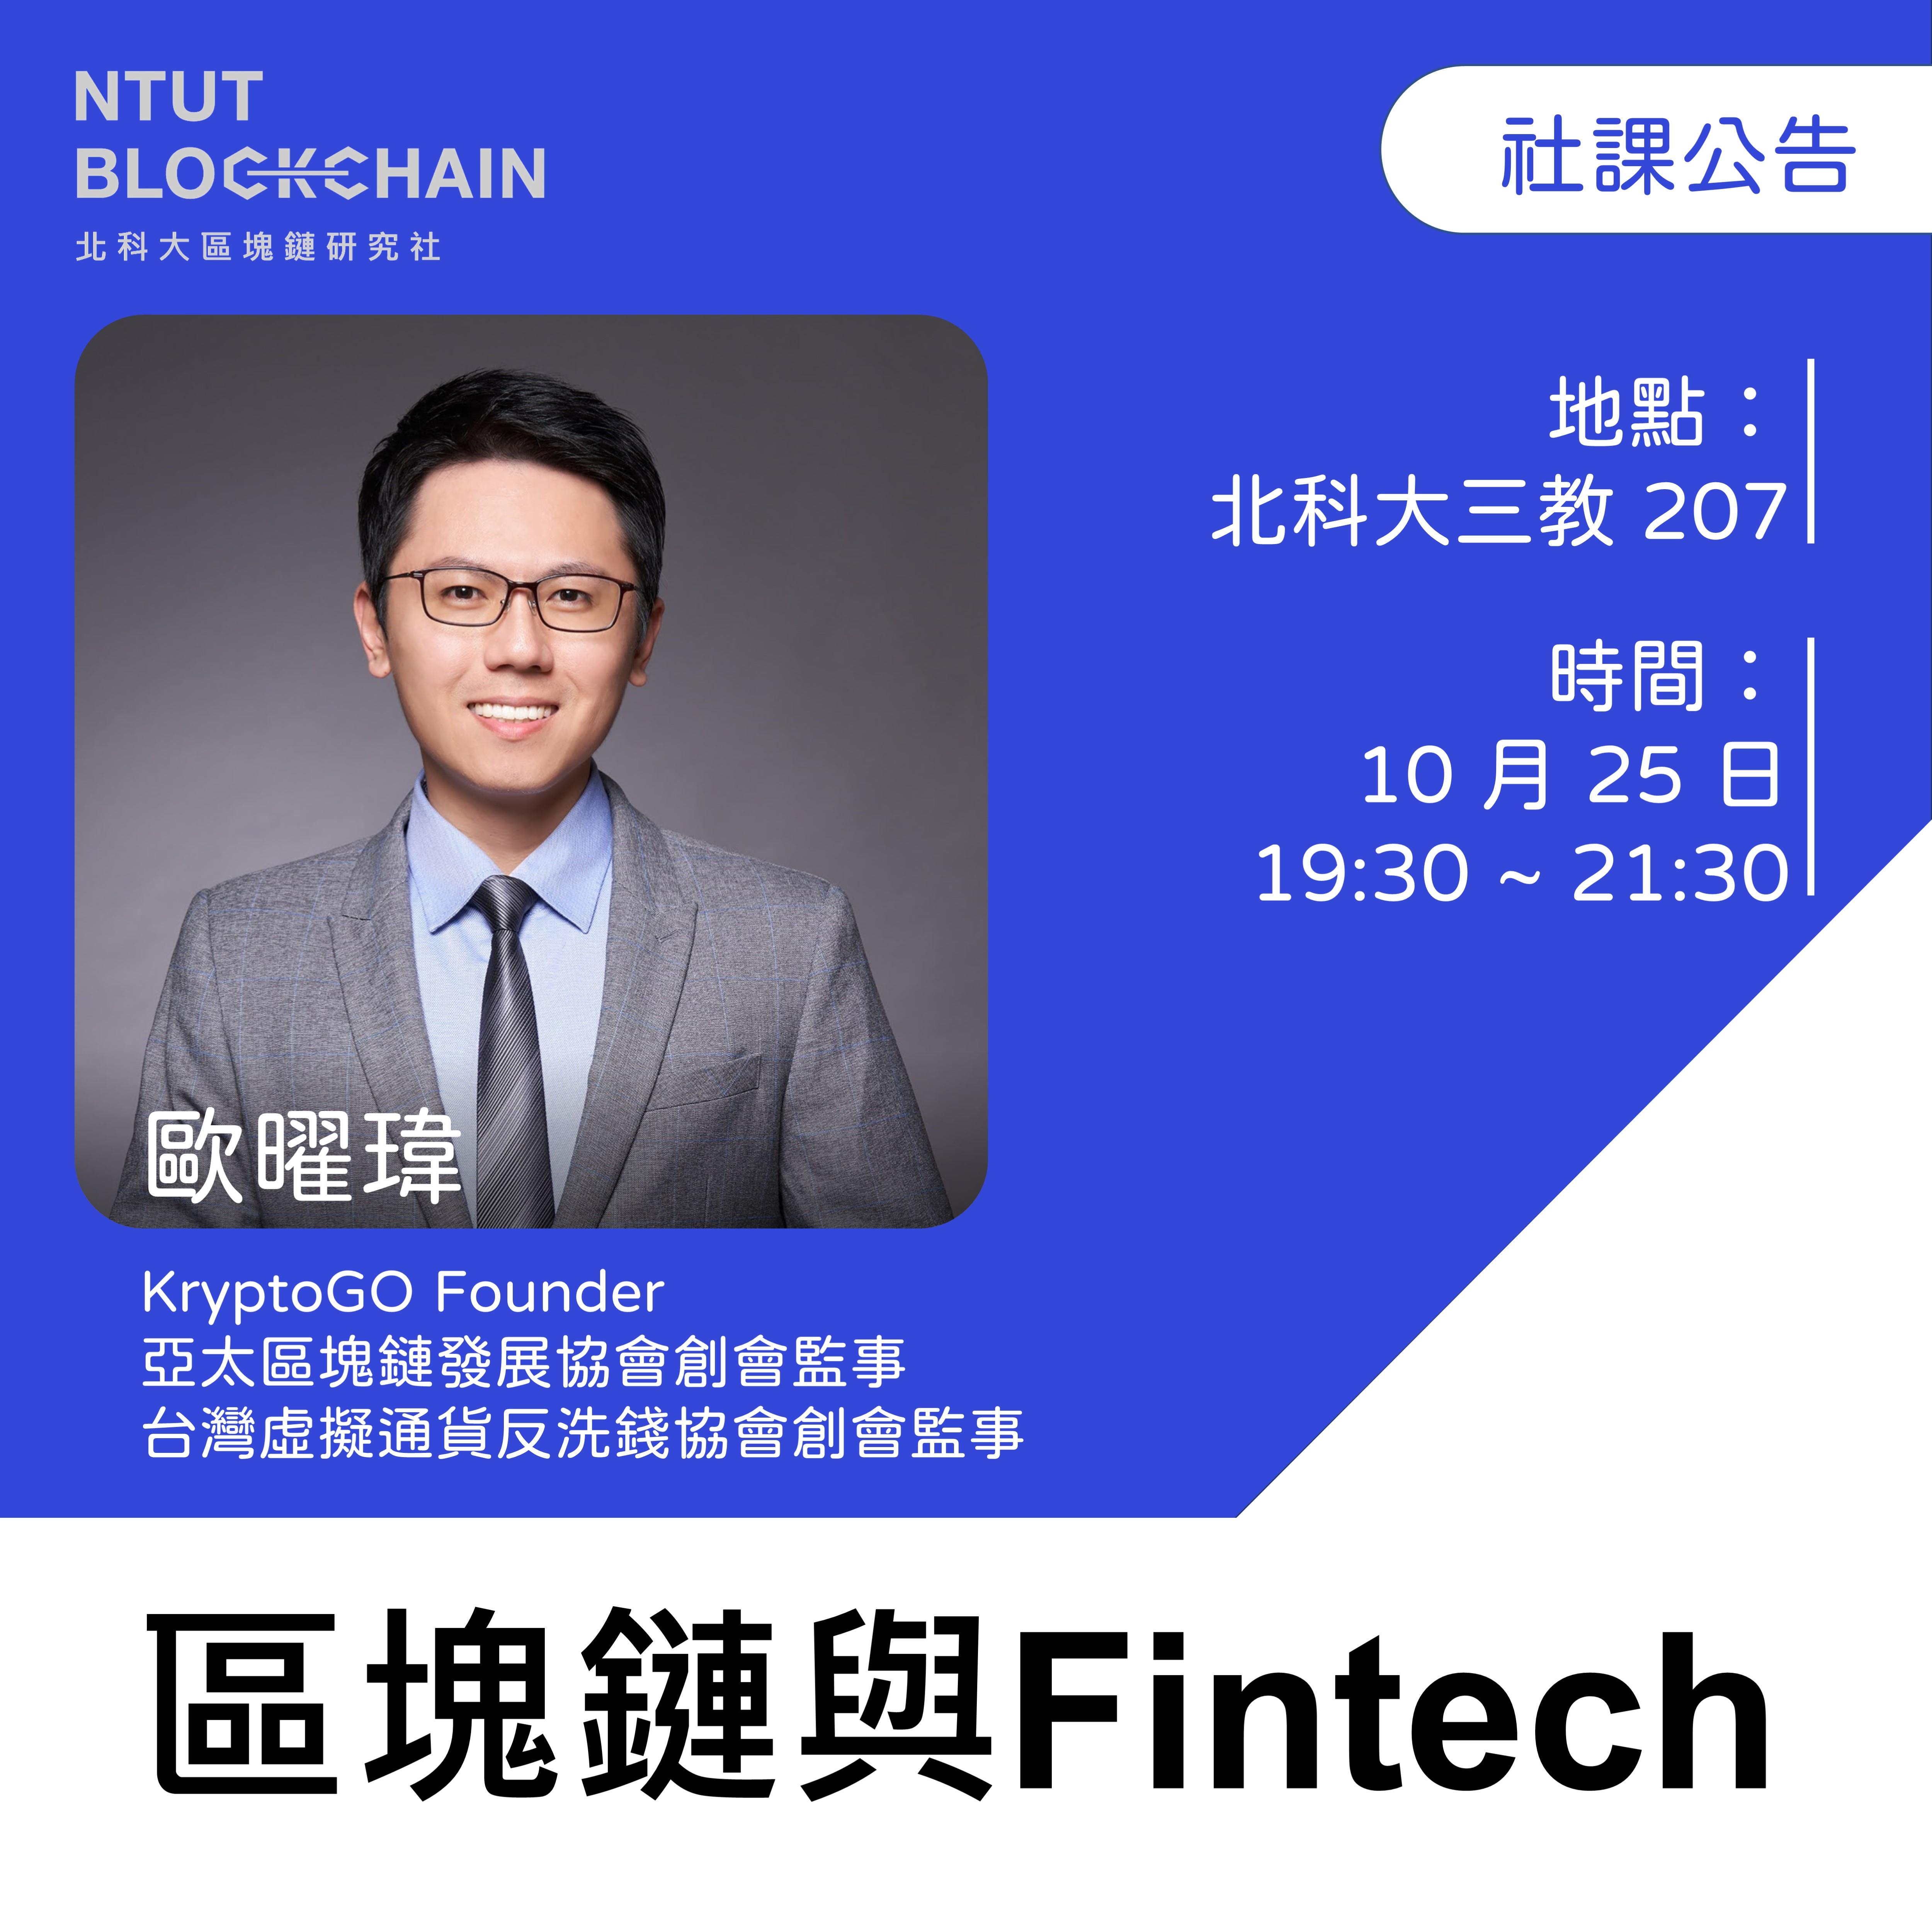 NTUT
BLOCKCHAIN
北科大區塊鏈研究社
社課公告
地點：
北科大三教 207
時間：
10 月 25 日
19:30 ~ 21:30
歐曜瑋
KryptoGO Founder
亞太區塊鏈發展協會創會監事
台灣虛擬通貨反洗錢協會創會監事
區塊鏈與Fintech